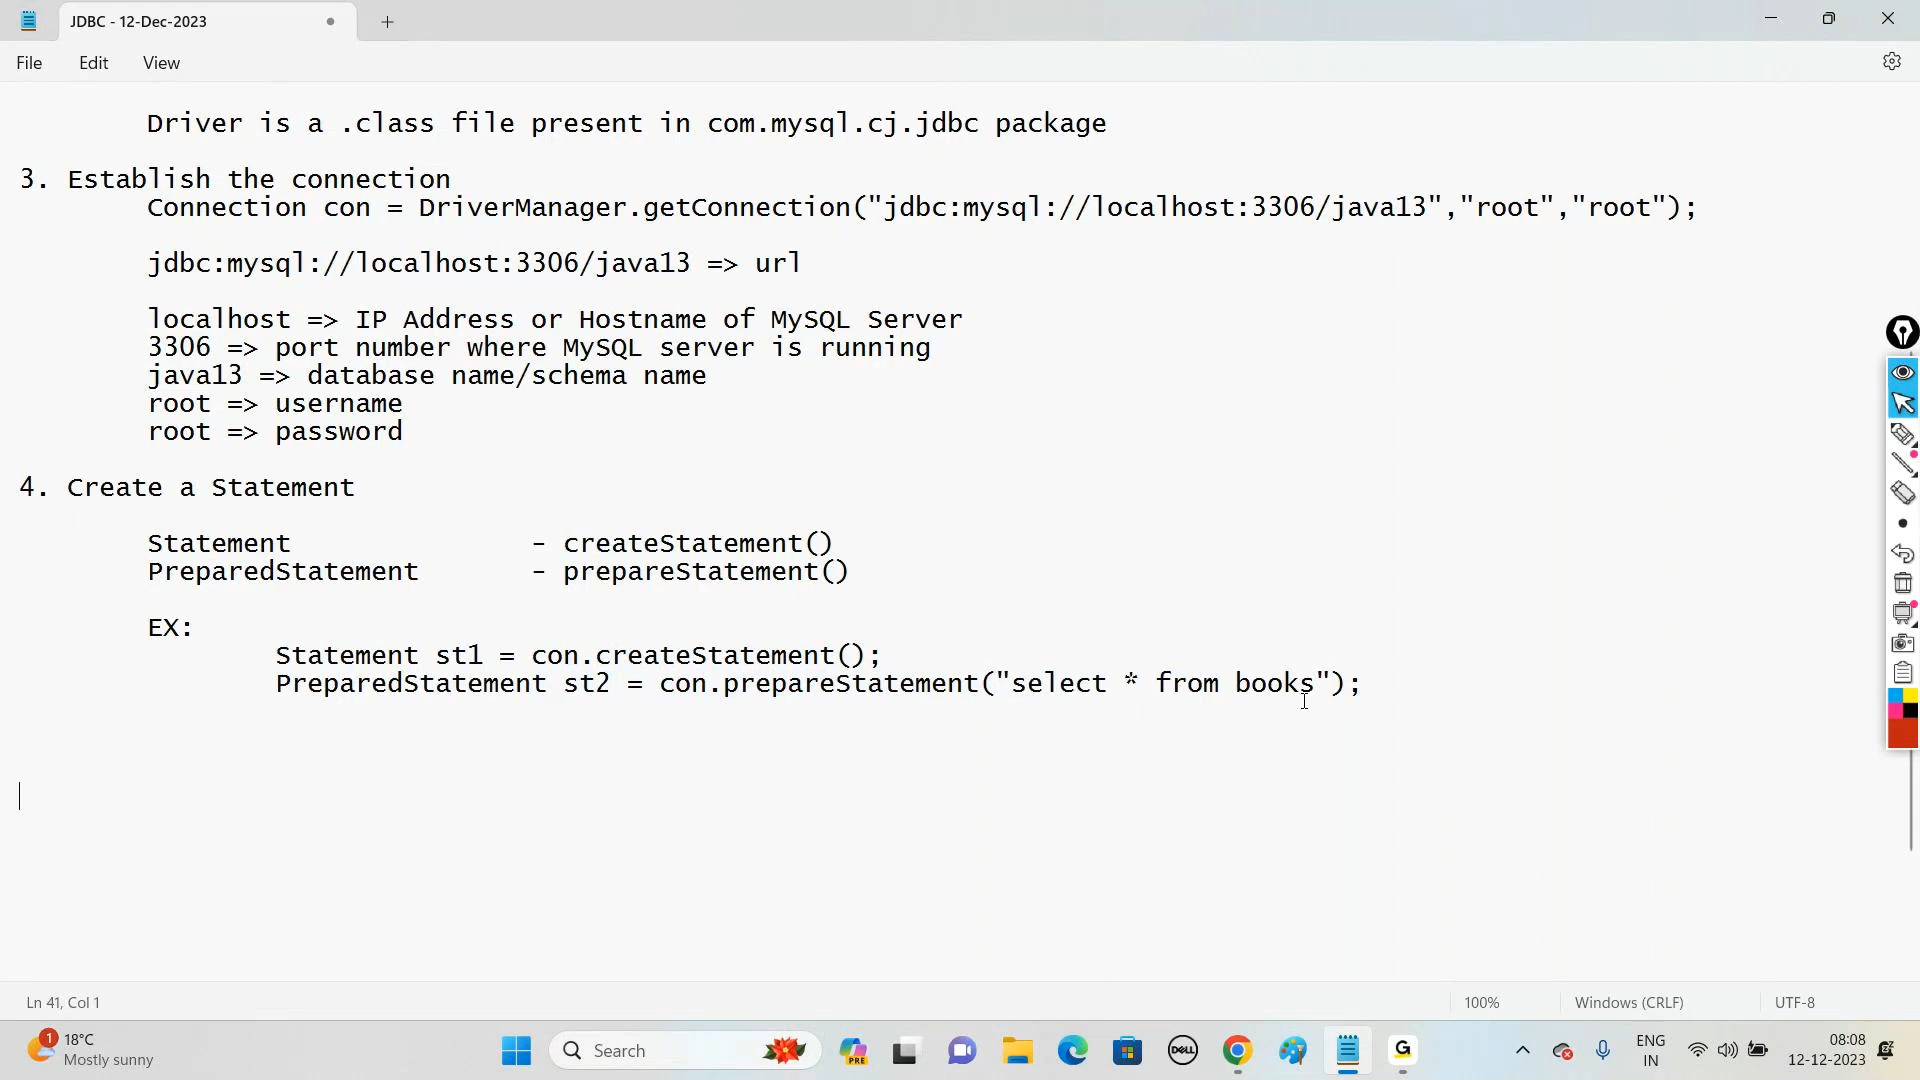 JDBC - 12-Dec-2023
File Edit View
Driver is a .class file present in com.mysql.cj.jdbc package
3. Establish the connection
Connection con = DriverManager.getConnection("jdbc:mysql://localhost:3306/java13","root","root");
jdbc:mysql://localhost:3306/java13 => url
localhost => IP Address or Hostname of MySQL Server
3306 => port number where MySQL server is running
java13 => database name/schema name
root => username
root => password
4. Create a Statement
Statement - createStatement()
PreparedStatement - prepareStatement()
EX:
Statement st1 = con.createStatement();
PreparedStatement st2 = con.prepareStatement("select * from books");
Ln 41, Col 1 100% Windows (CRLF) UTF-8
1 18°C
Mostly sunny
Search
PRE
DELL
G
ENG
IN
08:08
12-12-2023